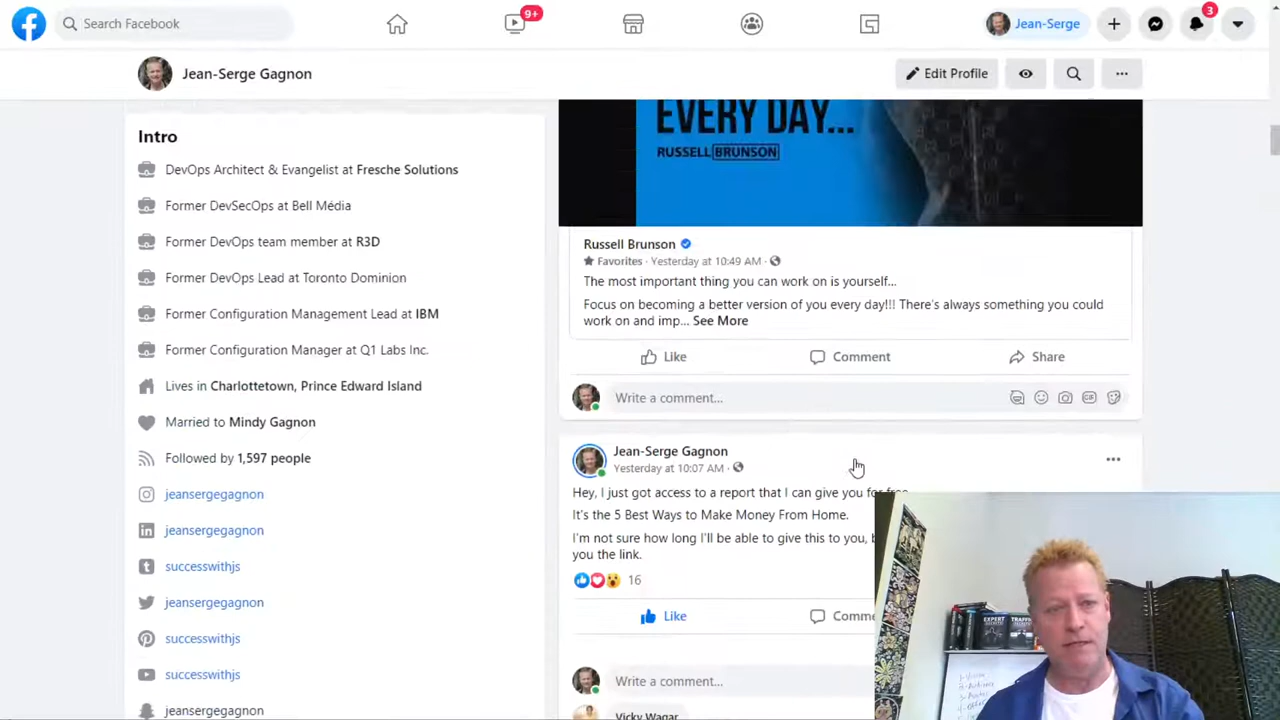 Search Facebook
9+
Jean-Serge
3
Jean-Serge Gagnon
Edit Profile
Intro
DevOps Architect & Evangelist at Fresche Solutions
Former DevSecOps at Bell Média
Former DevOps team member at R3D
Former DevOps Lead at Toronto Dominion
Former Configuration Management Lead at IBM
Former Configuration Manager at Q1 Labs Inc.
Lives in Charlottetown, Prince Edward Island
Married to Mindy Gagnon
Followed by 1,597 people
jeansergegagnon
jeansergegagnon
successwithjs
jeansergegagnon
successwithjs
successwithjs
jeansergegagnon
EVERY DAY...
RUSSELL BRUNSON
Russell Brunson
Favorites · Yesterday at 10:49 AM ·
The most important thing you can work on is yourself...
Focus on becoming a better version of you every day!!! There's always something you could
work on and imp... See More
Like
Comment
Share
Write a comment...
GIF
Jean-Serge Gagnon
Yesterday at 10:07 AM ·
Hey, I just got access to a report that I can give you for free
It's the 5 Best Ways to Make Money From Home.
I'm not sure how long I'll be able to give this to you,
you the link.
16
Like
Comme
Write a comment...
Vicky Wagar
EXPERT
SECRETS
TRAFFIC